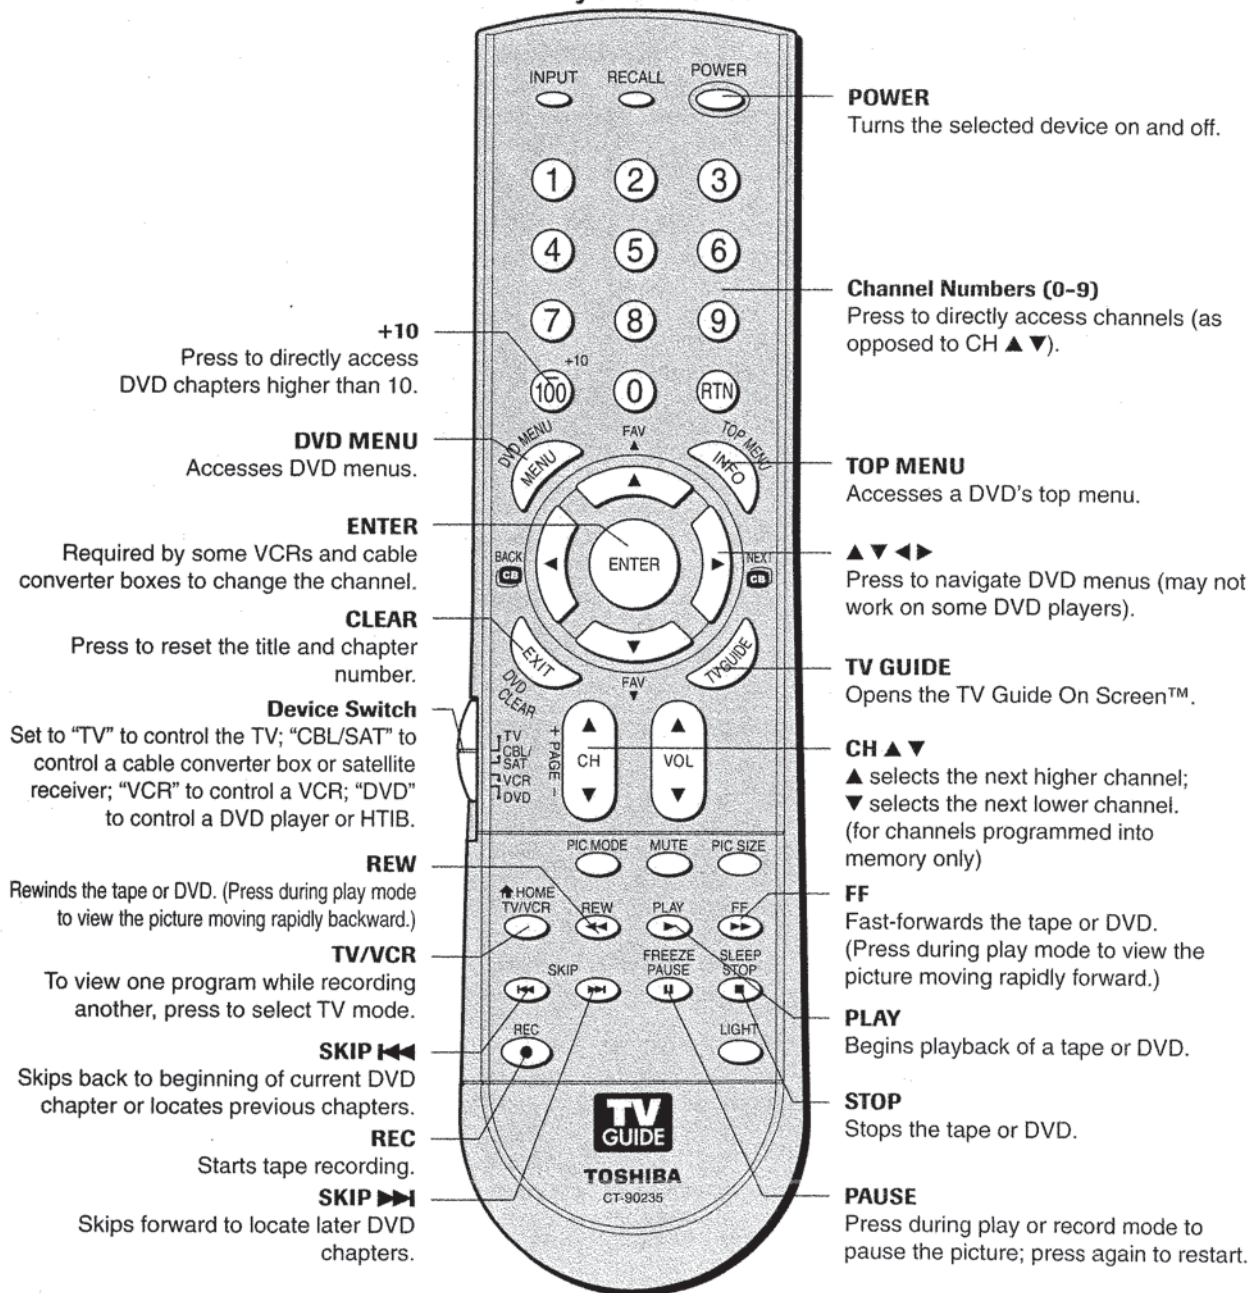 INPUT RECALL POWER
1 2 3
4 5 6
7 8 9
+10
100 0 RTN
DVD MENU
MENU
FAV
▲
TOP MENU
INFO
▲
BACK
CB
◄
ENTER
►
NEXT
CB
▼
EXIT
DVD
CLEAR
FAV
▼
TV GUIDE
TV
CBL/
SAT
VCR
DVD
+ PAGE −
▲
CH
▼
▲
VOL
▼
PIC MODE MUTE PIC SIZE
HOME
TV/VCR REW PLAY FF
SKIP
FREEZE
PAUSE
SLEEP
STOP
REC LIGHT
TV
GUIDE
TOSHIBA
CT-90235
+10
Press to directly access
DVD chapters higher than 10.
DVD MENU
Accesses DVD menus.
ENTER
Required by some VCRs and cable
converter boxes to change the channel.
CLEAR
Press to reset the title and chapter
number.
Device Switch
Set to “TV” to control the TV; “CBL/SAT” to
control a cable converter box or satellite
receiver; “VCR” to control a VCR; “DVD”
to control a DVD player or HTIB.
REW
Rewinds the tape or DVD. (Press during play mode
to view the picture moving rapidly backward.)
TV/VCR
To view one program while recording
another, press to select TV mode.
SKIP ⏮
Skips back to beginning of current DVD
chapter or locates previous chapters.
REC
Starts tape recording.
SKIP ⏭
Skips forward to locate later DVD
chapters.
POWER
Turns the selected device on and off.
Channel Numbers (0–9)
Press to directly access channels (as
opposed to CH ▲ ▼).
TOP MENU
Accesses a DVD's top menu.
▲ ▼ ◄ ►
Press to navigate DVD menus (may not
work on some DVD players).
TV GUIDE
Opens the TV Guide On Screen™.
CH ▲ ▼
▲ selects the next higher channel;
▼ selects the next lower channel.
(for channels programmed into
memory only)
FF
Fast-forwards the tape or DVD.
(Press during play mode to view the
picture moving rapidly forward.)
PLAY
Begins playback of a tape or DVD.
STOP
Stops the tape or DVD.
PAUSE
Press during play or record mode to
pause the picture; press again to restart.